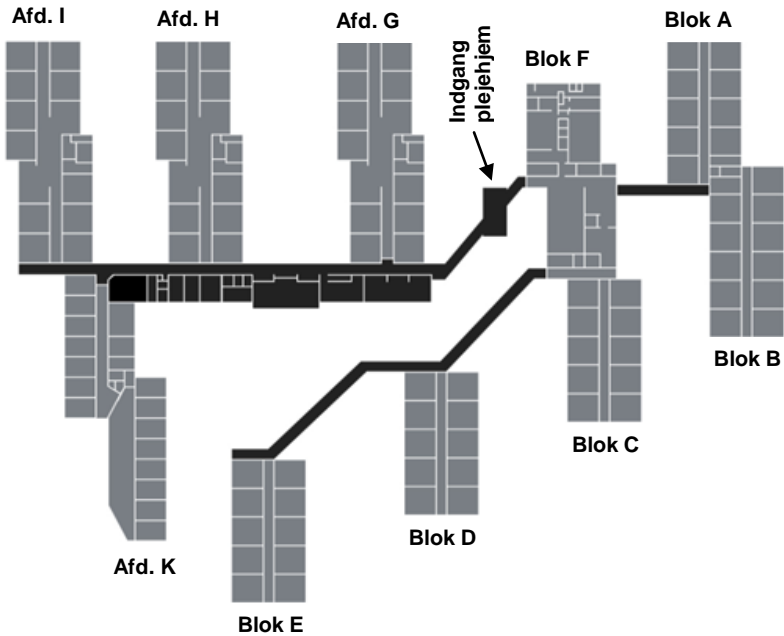 Afd. I
Afd. H
Afd. G
Indgang
plejehjem
Blok F
Blok A
Blok B
Blok C
Blok D
Afd. K
Blok E